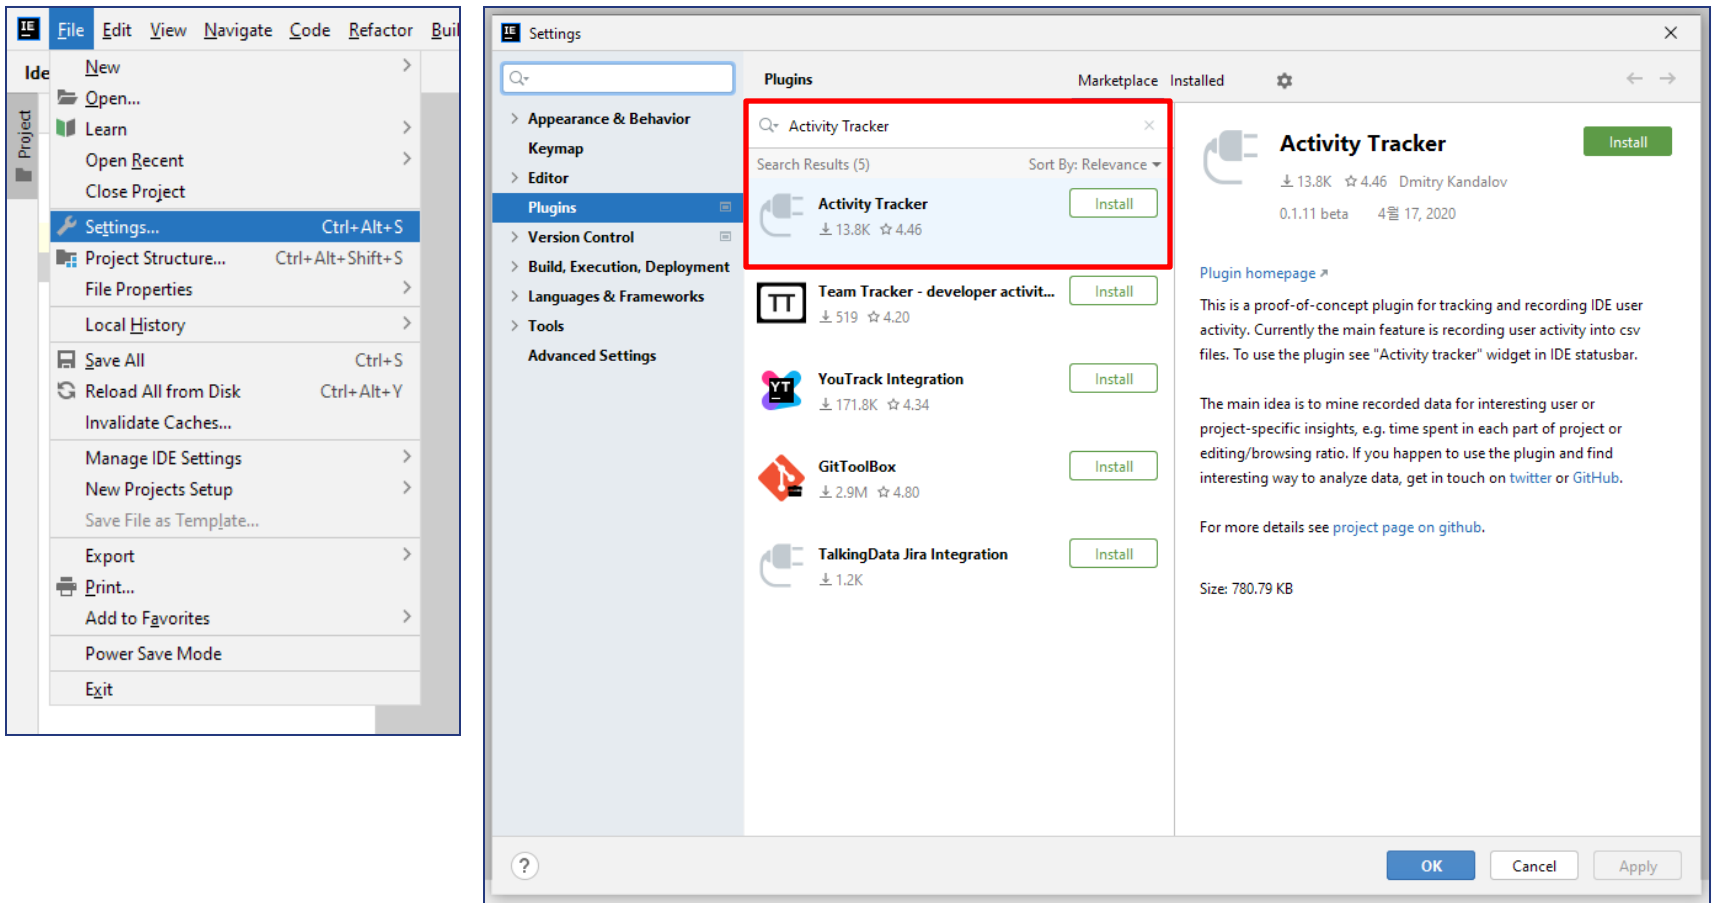 IE File Edit View Navigate Code Refactor Buil
Ide
Project
New
Open...
Learn
Open Recent
Close Project
Settings... Ctrl+Alt+S
Project Structure... Ctrl+Alt+Shift+S
File Properties
Local History
Save All Ctrl+S
Reload All from Disk Ctrl+Alt+Y
Invalidate Caches...
Manage IDE Settings
New Projects Setup
Save File as Template...
Export
Print...
Add to Favorites
Power Save Mode
Exit
IE Settings
Appearance & Behavior
Keymap
Editor
Plugins
Version Control
Build, Execution, Deployment
Languages & Frameworks
Tools
Advanced Settings
Plugins Marketplace Installed
Activity Tracker
Search Results (5) Sort By: Relevance
Activity Tracker Install
13.8K 4.46
TT Team Tracker - developer activit... Install
519 4.20
YT YouTrack Integration Install
171.8K 4.34
GitToolBox Install
2.9M 4.80
TalkingData Jira Integration Install
1.2K
Activity Tracker Install
13.8K 4.46 Dmitry Kandalov
0.1.11 beta 4월 17, 2020
Plugin homepage
This is a proof-of-concept plugin for tracking and recording IDE user
activity. Currently the main feature is recording user activity into csv
files. To use the plugin see "Activity tracker" widget in IDE statusbar.
The main idea is to mine recorded data for interesting user or
project-specific insights, e.g. time spent in each part of project or
editing/browsing ratio. If you happen to use the plugin and find
interesting way to analyze data, get in touch on twitter or GitHub.
For more details see project page on github.
Size: 780.79 KB
? OK Cancel Apply